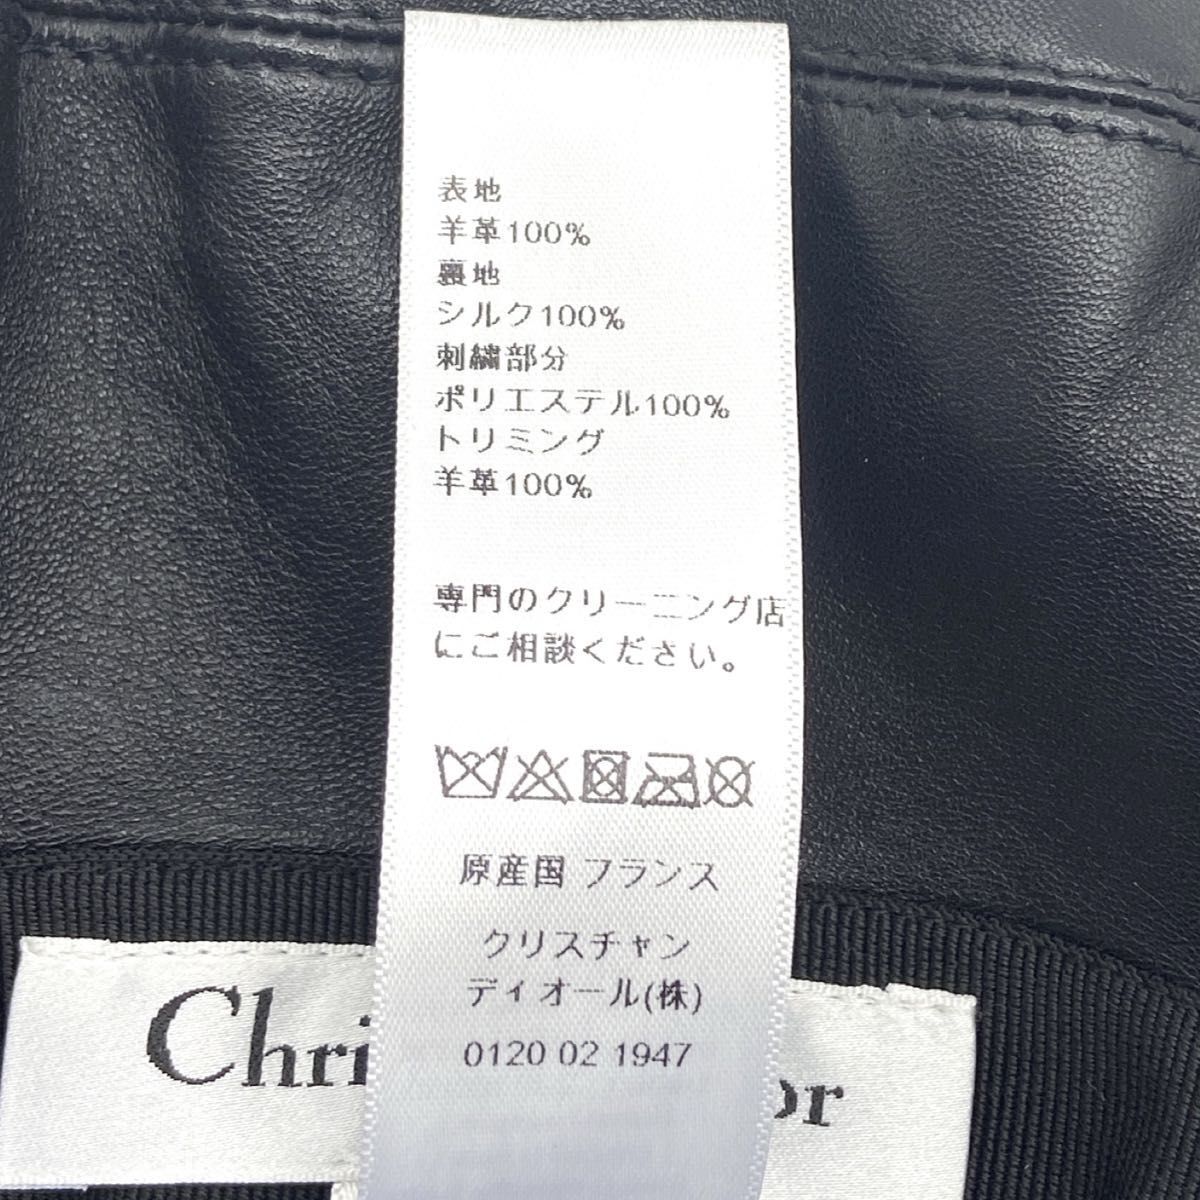 表地
羊革100%
裏地
シルク100%
刺繍部分
ポリエステル100%
トリミング
羊革100%
専門のクリーニング店
にご相談ください。
原産国 フランス
クリスチャン
ディオール(株)
0120 02 1947
Chri
or